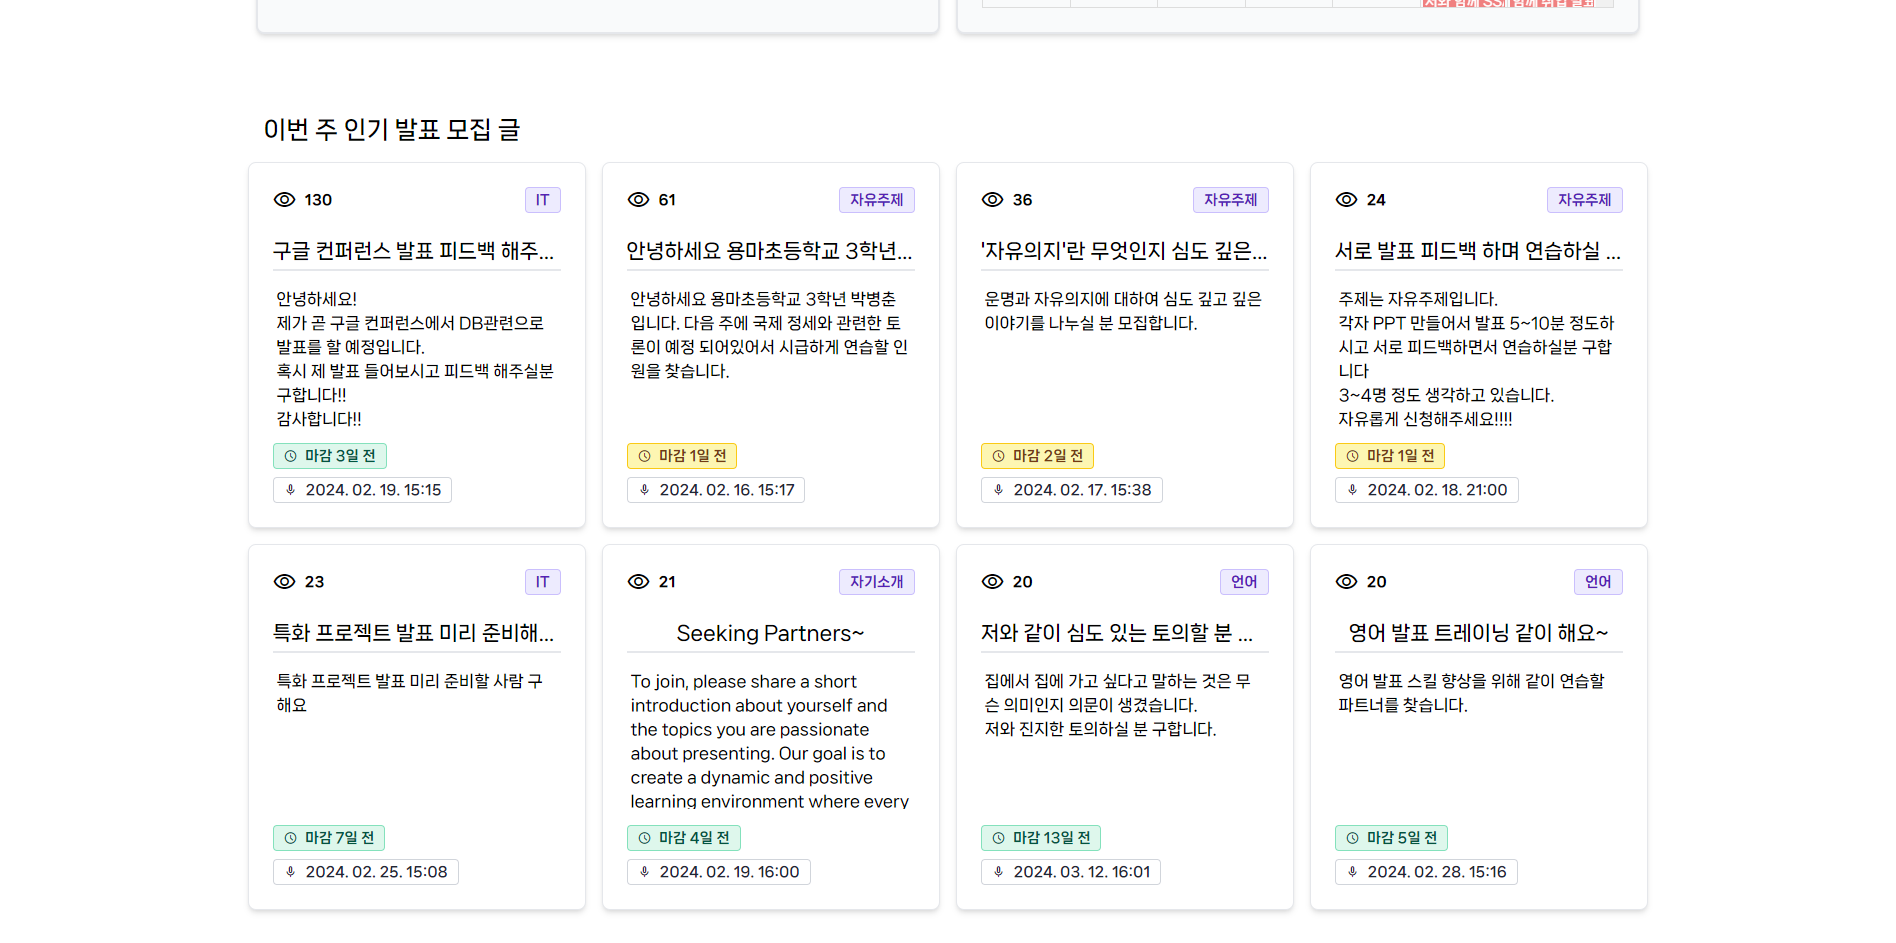 이번 주 인기 발표 모집 글
130
IT
구글 컨퍼런스 발표 피드백 해주...
안녕하세요!
제가 곧 구글 컨퍼런스에서 DB관련으로
발표를 할 예정입니다.
혹시 제 발표 들어보시고 피드백 해주실분
구합니다!!
감사합니다!!
마감 3일 전
2024. 02. 19. 15:15
61
자유주제
안녕하세요 용마초등학교 3학년...
안녕하세요 용마초등학교 3학년 박병춘
입니다. 다음 주에 국제 정세와 관련한 토
론이 예정 되어있어서 시급하게 연습할 인
원을 찾습니다.
마감 1일 전
2024. 02. 16. 15:17
36
자유주제
'자유의지'란 무엇인지 심도 깊은...
운명과 자유의지에 대하여 심도 깊고 깊은
이야기를 나누실 분 모집합니다.
마감 2일 전
2024. 02. 17. 15:38
24
자유주제
서로 발표 피드백 하며 연습하실 ...
주제는 자유주제입니다.
각자 PPT 만들어서 발표 5~10분 정도하
시고 서로 피드백하면서 연습하실분 구합
니다
3~4명 정도 생각하고 있습니다.
자유롭게 신청해주세요!!!!
마감 1일 전
2024. 02. 18. 21:00
23
IT
특화 프로젝트 발표 미리 준비해...
특화 프로젝트 발표 미리 준비할 사람 구
해요
마감 7일 전
2024. 02. 25. 15:08
21
자기소개
Seeking Partners~
To join, please share a short
introduction about yourself and
the topics you are passionate
about presenting. Our goal is to
create a dynamic and positive
learning environment where every
마감 4일 전
2024. 02. 19. 16:00
20
언어
저와 같이 심도 있는 토의할 분 ...
집에서 집에 가고 싶다고 말하는 것은 무
슨 의미인지 의문이 생겼습니다.
저와 진지한 토의하실 분 구합니다.
마감 13일 전
2024. 03. 12. 16:01
20
언어
영어 발표 트레이닝 같이 해요~
영어 발표 스킬 향상을 위해 같이 연습할
파트너를 찾습니다.
마감 5일 전
2024. 02. 28. 15:16